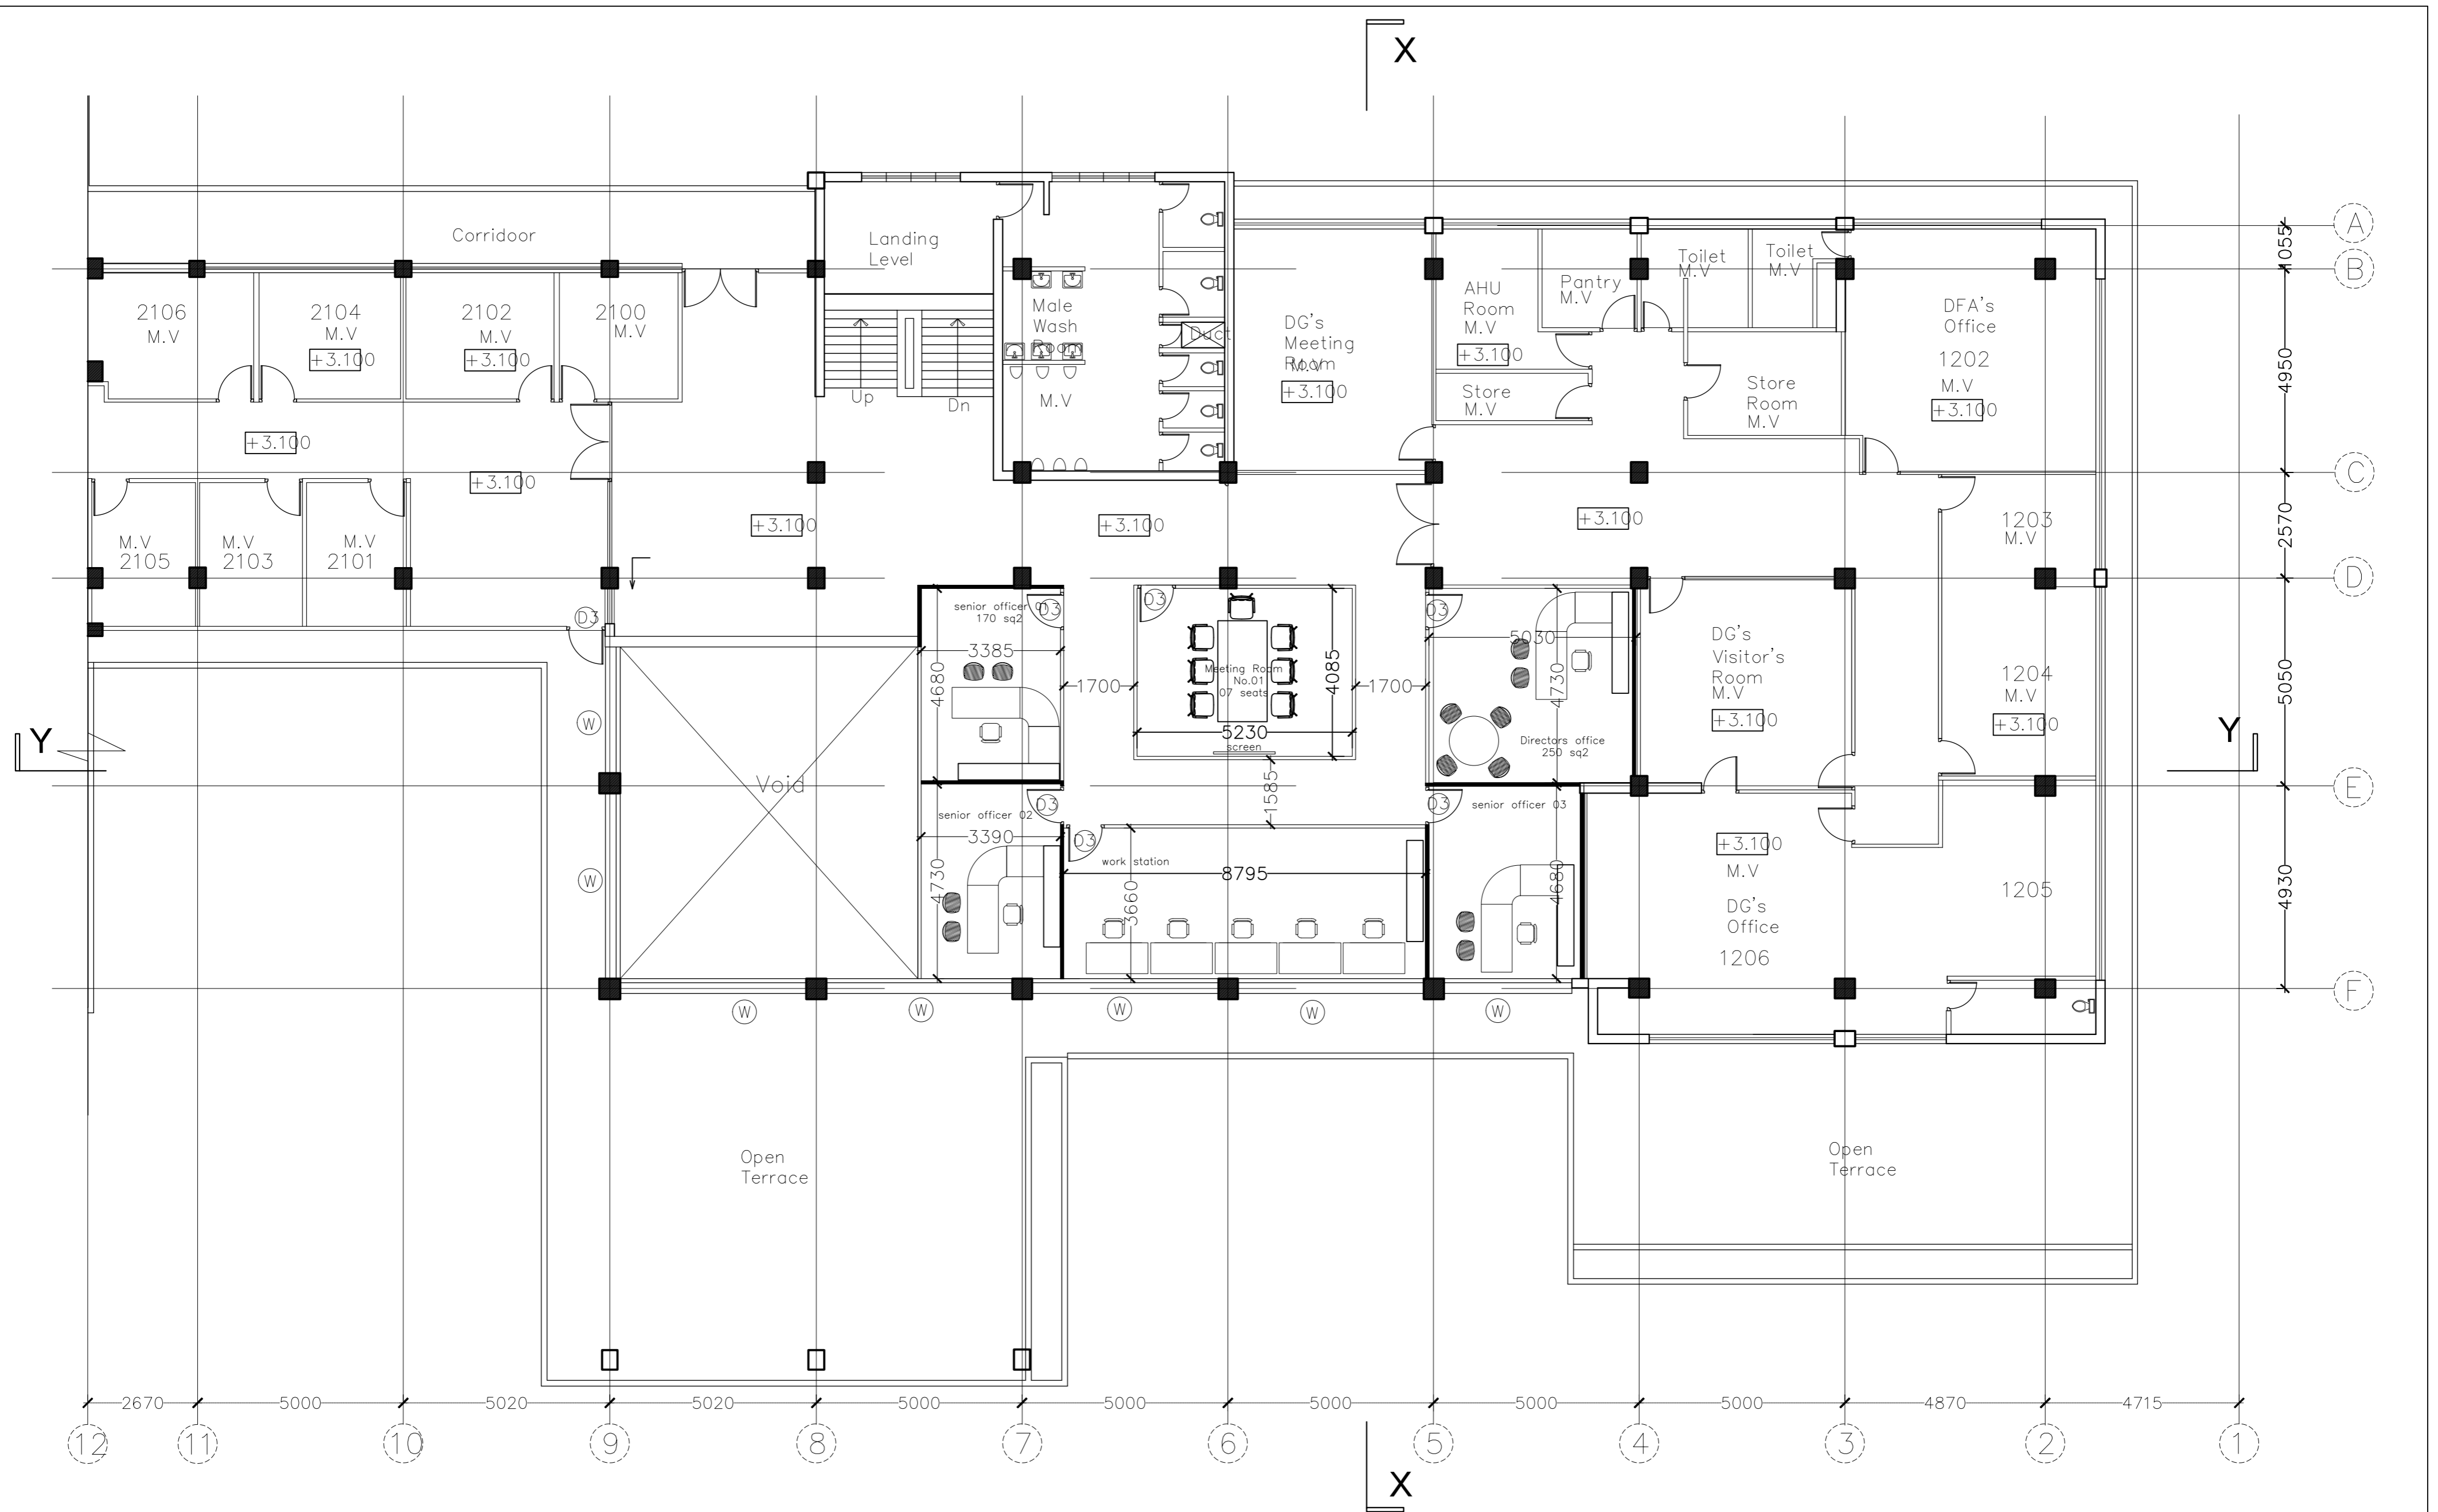 X
A
1055
B
Corridoor
Landing
Level
Toilet
M.V
Toilet
M.V
Pantry
M.V
AHU
Room
M.V
+3.100
DFA's
Office
1202
M.V
+3.100
2106
M.V
2104
M.V
+3.100
2102
M.V
+3.100
2100
M.V
Male
Wash
Room
Duct
DG's
Meeting
Room
M.V
+3.100
4950
Up
Dn
M.V
Store
M.V
Store
Room
M.V
+3.100
+3.100
C
+3.100
+3.100
+3.100
1203
M.V
2570
M.V
2105
M.V
2103
M.V
2101
D
D3
senior officer 01
170 sq2
D3
D3
D3
3385
4680
1700
Meeting Room
No.01
07 seats
4085
1700
5230
screen
5030
4730
Directors office
250 sq2
DG's
Visitor's
Room
M.V
+3.100
1204
M.V
+3.100
5050
Y
W
Y
Void
1585
E
D3
senior officer 02
3390
D3
D3
senior officer 03
+3.100
M.V
W
4730
work station
8795
3660
4680
DG's
Office
1206
1205
4930
F
W
W
W
W
W
Open
Terrace
Open
Terrace
2670
5000
5020
5020
5000
5000
5000
5000
5000
4870
4715
12
11
10
9
8
7
6
5
4
3
2
1
X